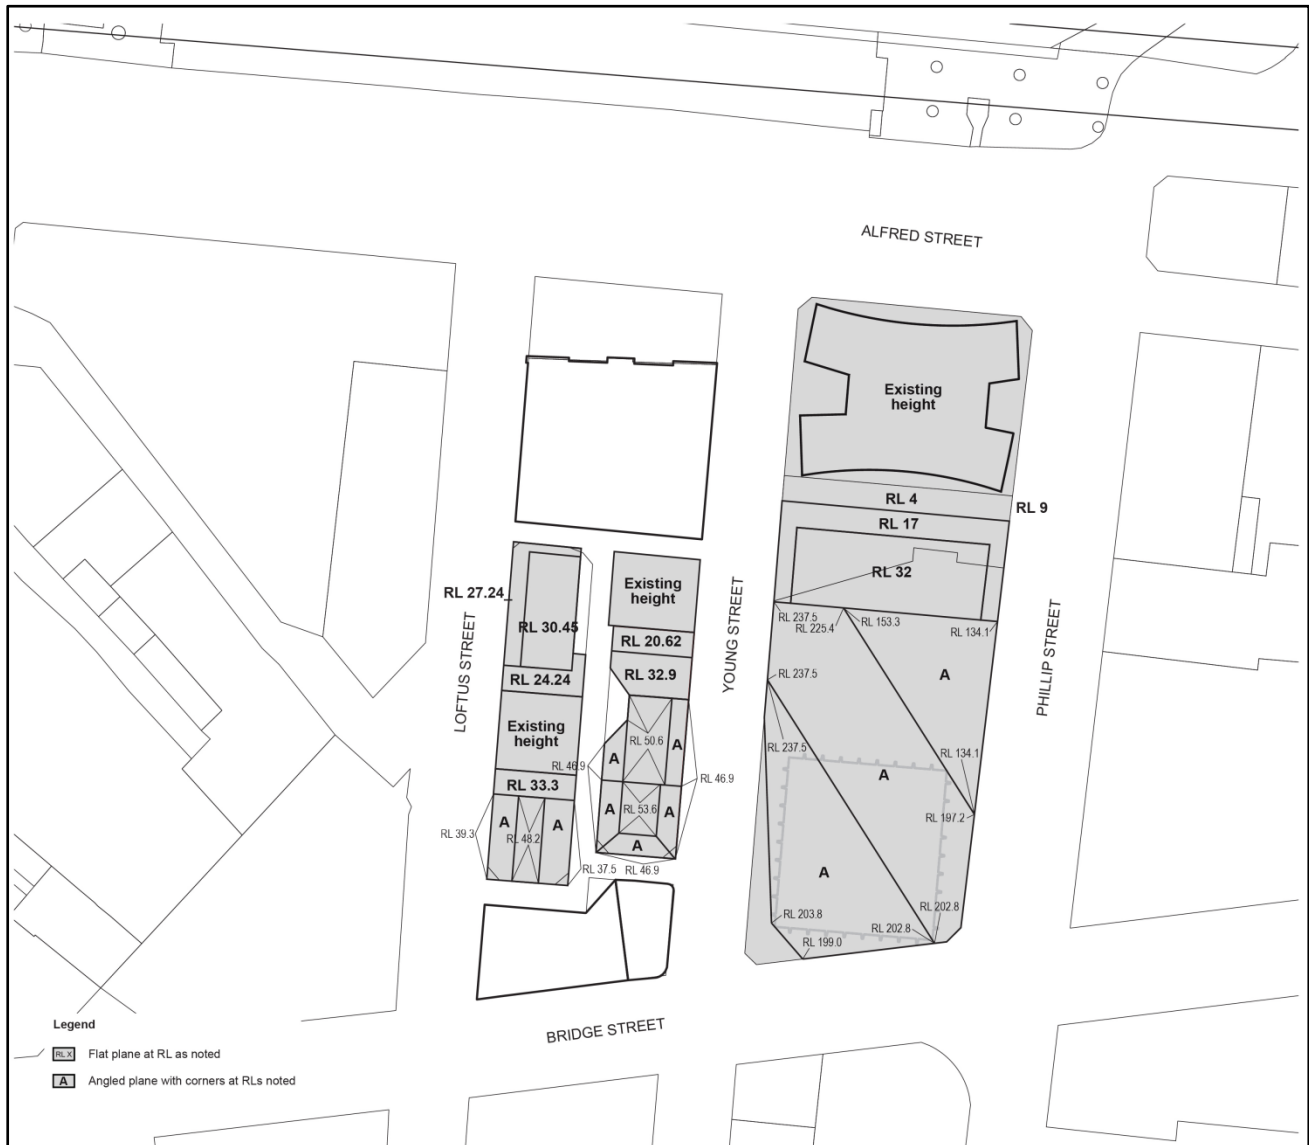 ALFRED STREET
Existing
height
RL 4
RL 9
RL 17
RL 32
RL 27.24
RL 30.45
Existing
height
RL 20.62
RL 24.24
RL 32.9
LOFTUS STREET
YOUNG STREET
PHILLIP STREET
RL 237.5
RL 225.4
RL 153.3
RL 134.1
A
RL 237.5
Existing
height
RL 50.6
A
A
RL 46.9
RL 46.9
RL 237.5
RL 134.1
A
RL 33.3
RL 53.6
A
A
RL 197.2
A
A
RL 39.3
RL 48.2
A
RL 37.5
RL 46.9
A
RL 203.8
RL 202.8
RL 202.8
RL 199.0
BRIDGE STREET
Legend
RL X
Flat plane at RL as noted
A
Angled plane with corners at RLs noted